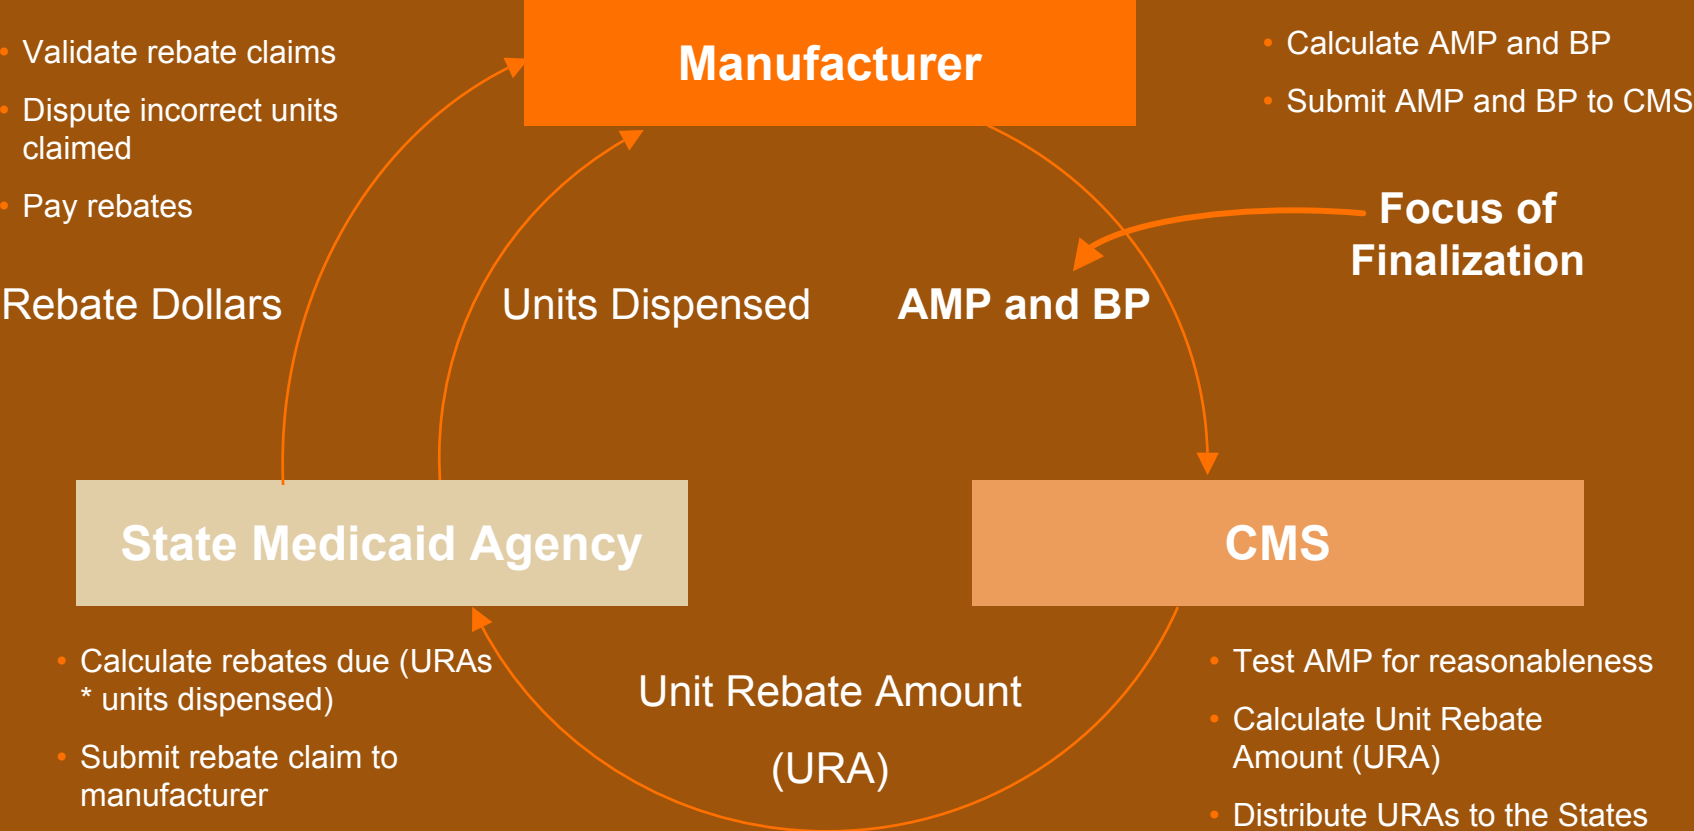 Manufacturer
• Validate rebate claims
• Dispute incorrect units
claimed
• Pay rebates
• Calculate AMP and BP
• Submit AMP and BP to CMS
Focus of
Finalization
Rebate Dollars
Units Dispensed
AMP and BP
State Medicaid Agency
CMS
• Calculate rebates due (URAs
* units dispensed)
• Submit rebate claim to
manufacturer
Unit Rebate Amount
(URA)
• Test AMP for reasonableness
• Calculate Unit Rebate
Amount (URA)
• Distribute URAs to the States